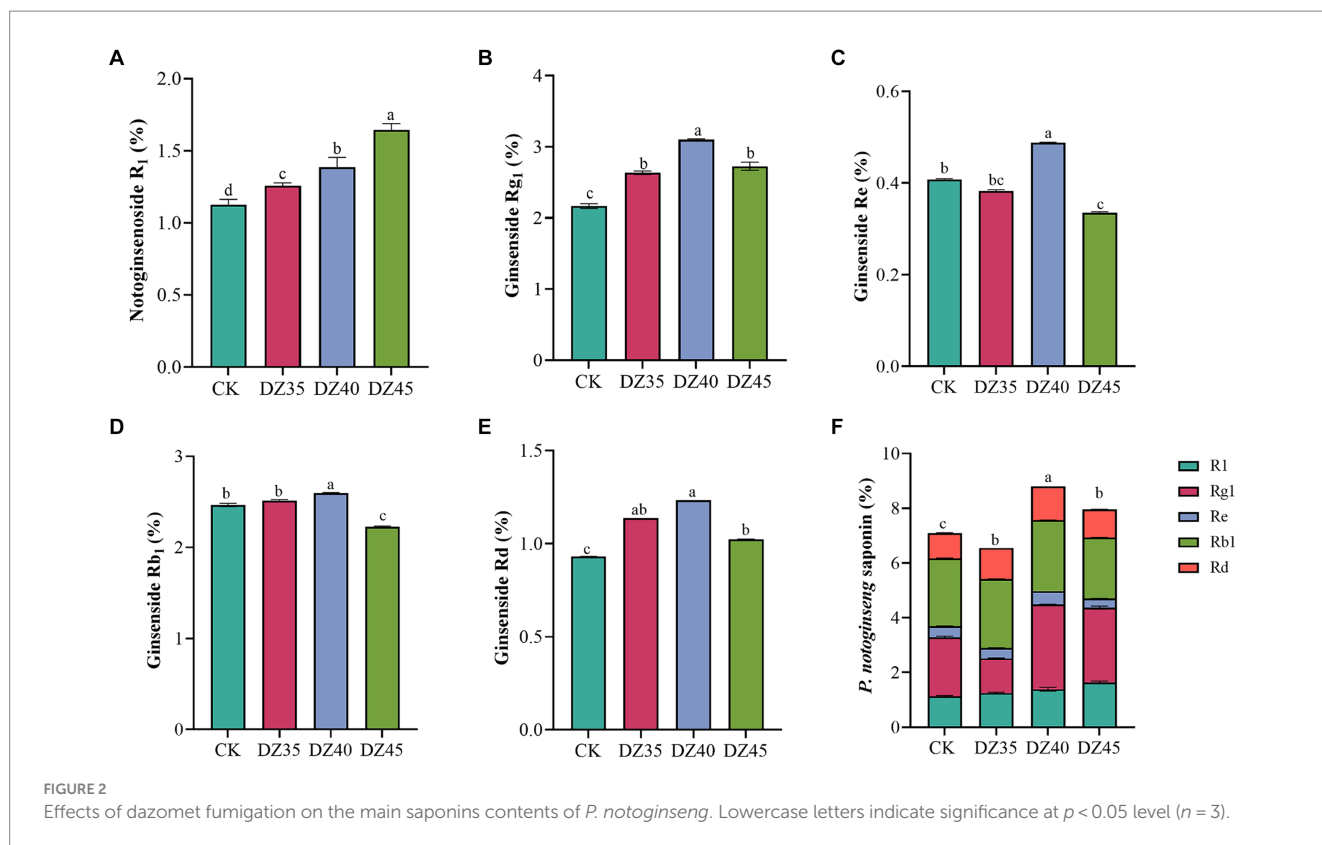 A
Notoginsenoside R1 (%)
2.0
1.5
1.0
0.5
0.0
d
c
b
a
CK DZ35 DZ40 DZ45
B
Ginsenside Rg1 (%)
4
3
2
1
0
c
b
a
b
CK DZ35 DZ40 DZ45
C
Ginsenside Re (%)
0.6
0.4
0.2
0.0
b
bc
a
c
CK DZ35 DZ40 DZ45
D
Ginsenside Rb1 (%)
3
2
1
0
b
b
a
c
CK DZ35 DZ40 DZ45
E
Ginsenside Rd (%)
1.5
1.0
0.5
0.0
c
ab
a
b
CK DZ35 DZ40 DZ45
F
P. notoginseng saponin (%)
10
8
6
4
2
0
c
b
a
b
CK DZ35 DZ40 DZ45
R1
Rg1
Re
Rb1
Rd
FIGURE 2
Effects of dazomet fumigation on the main saponins contents of P. notoginseng. Lowercase letters indicate significance at p < 0.05 level (n = 3).